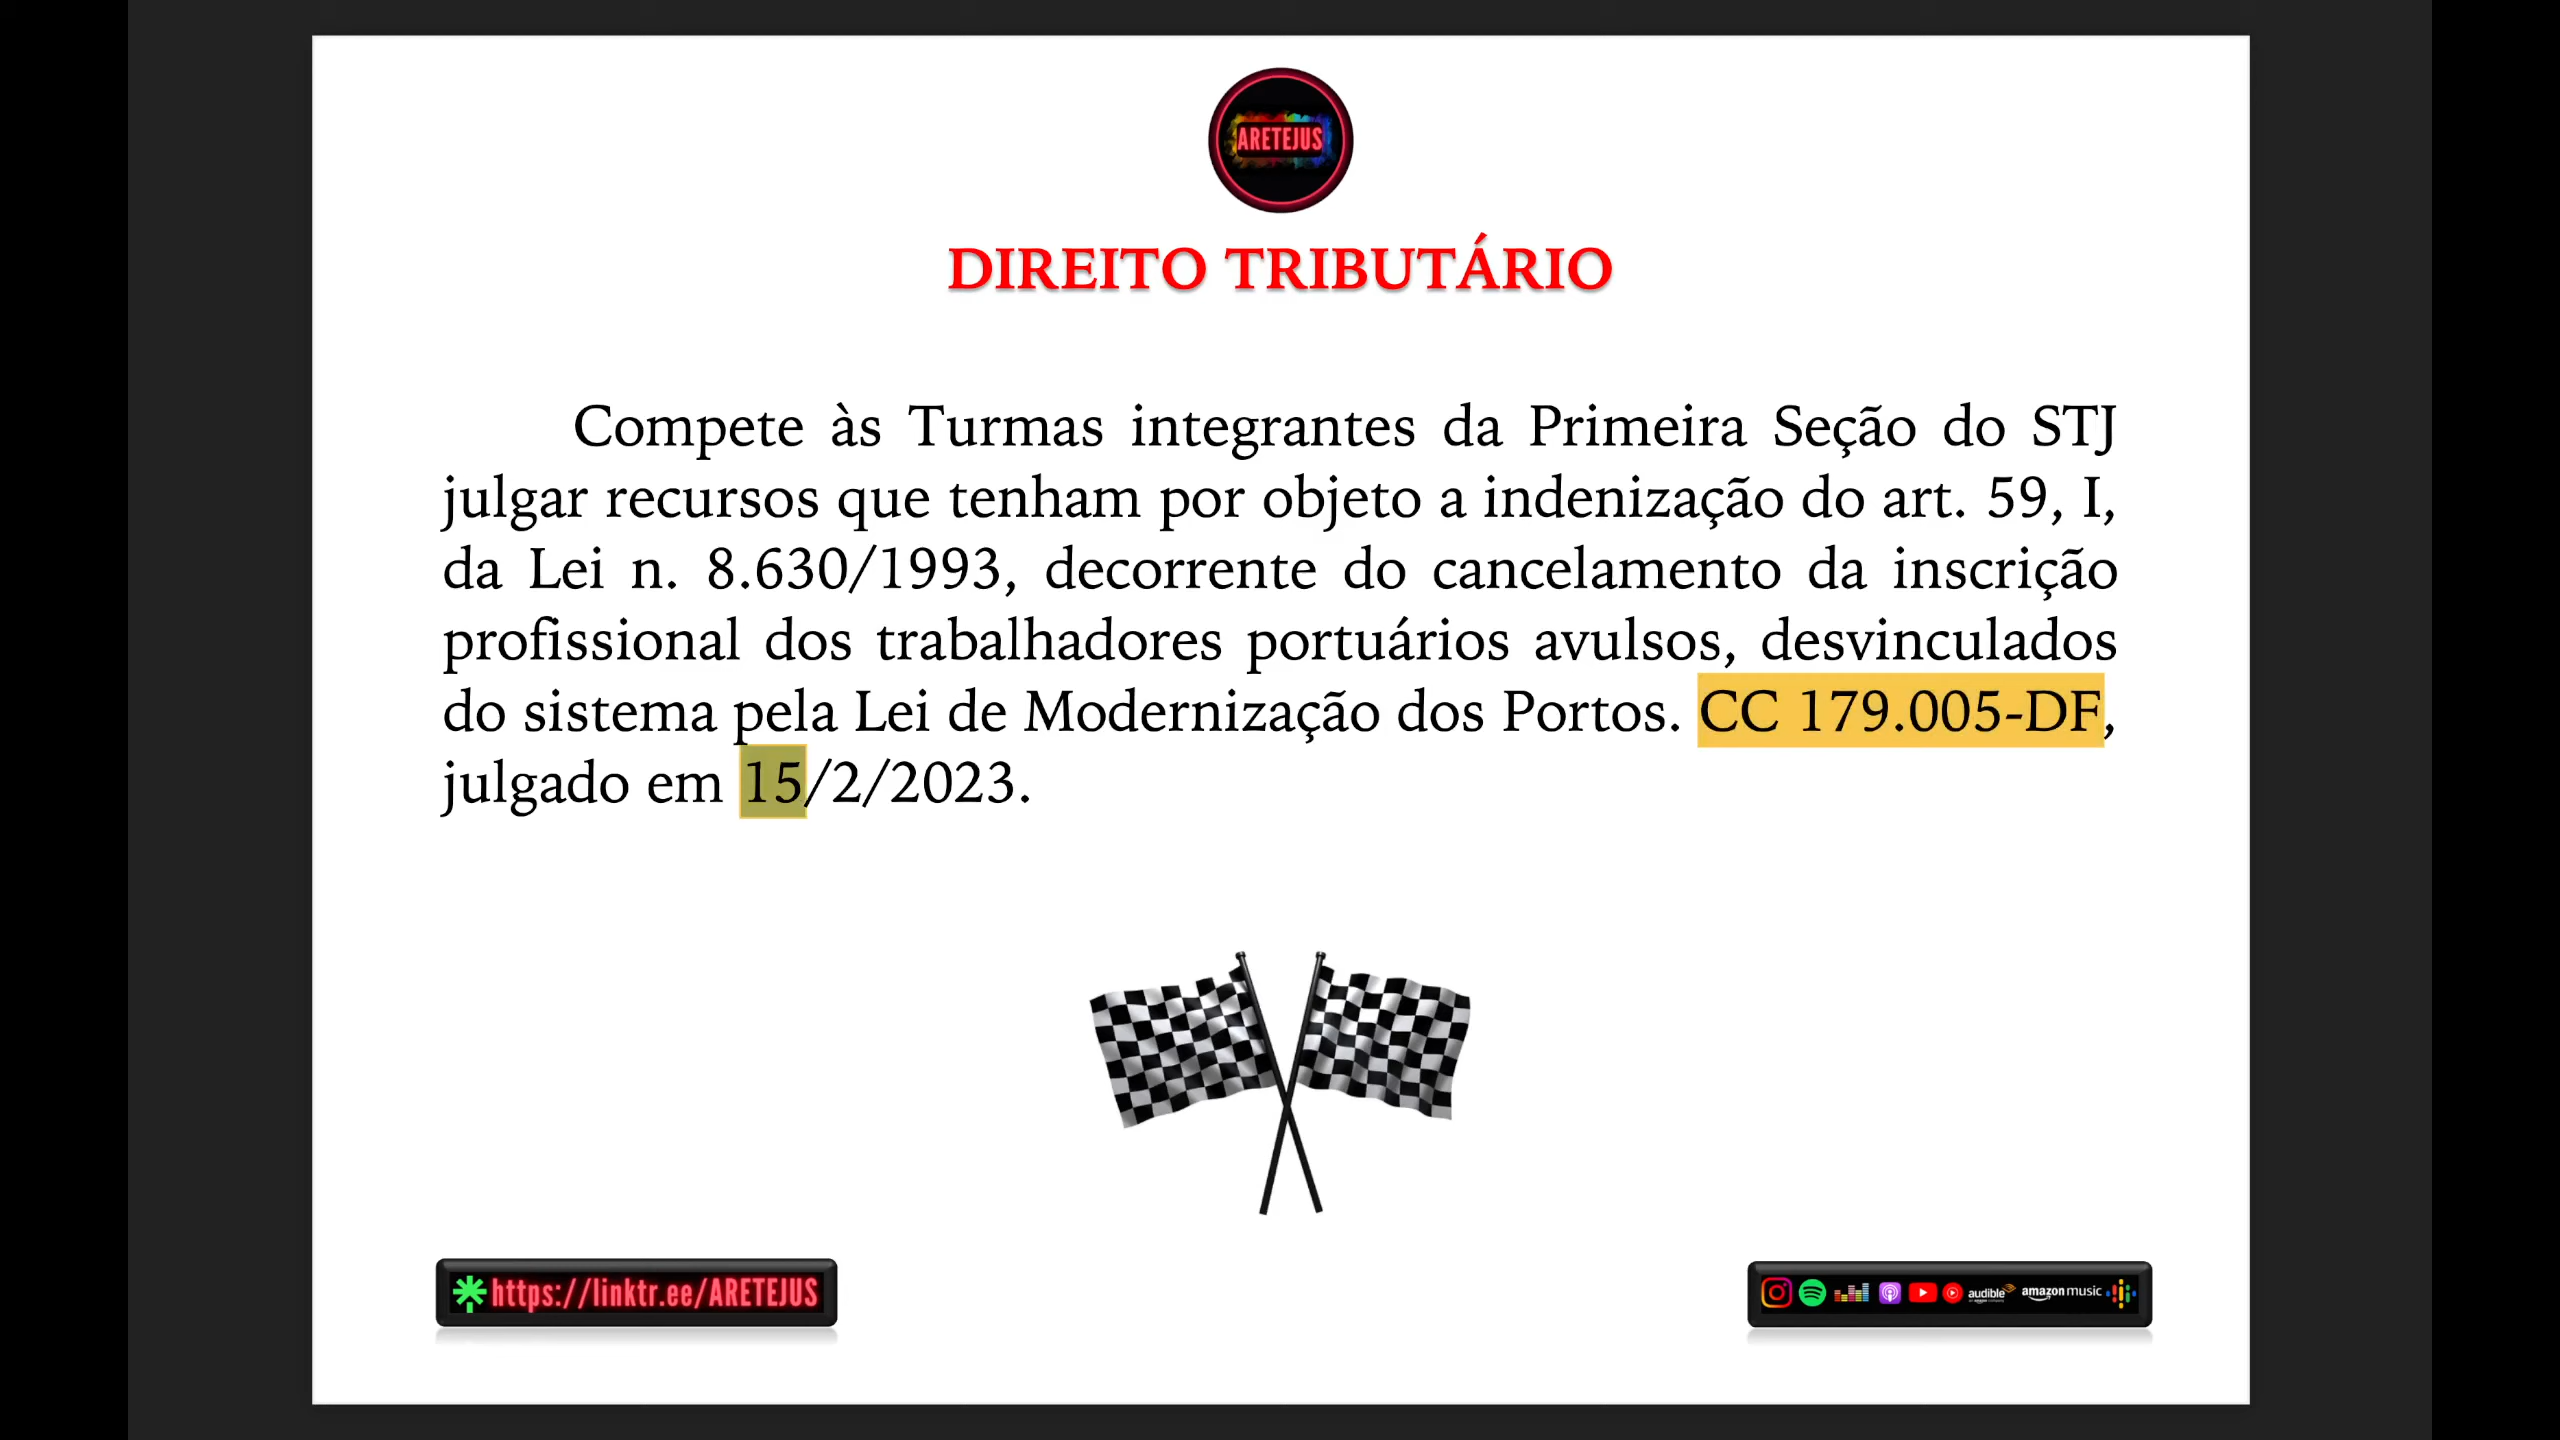 ARETEJUS
DIREITO TRIBUTÁRIO
Compete às Turmas integrantes da Primeira Seção do STJ
julgar recursos que tenham por objeto a indenização do art. 59, I,
da Lei n. 8.630/1993, decorrente do cancelamento da inscrição
profissional dos trabalhadores portuários avulsos, desvinculados
do sistema pela Lei de Modernização dos Portos. CC 179.005-DF,
julgado em 15/2/2023.
https://linktr.ee/ARETEJUS
audible amazon music